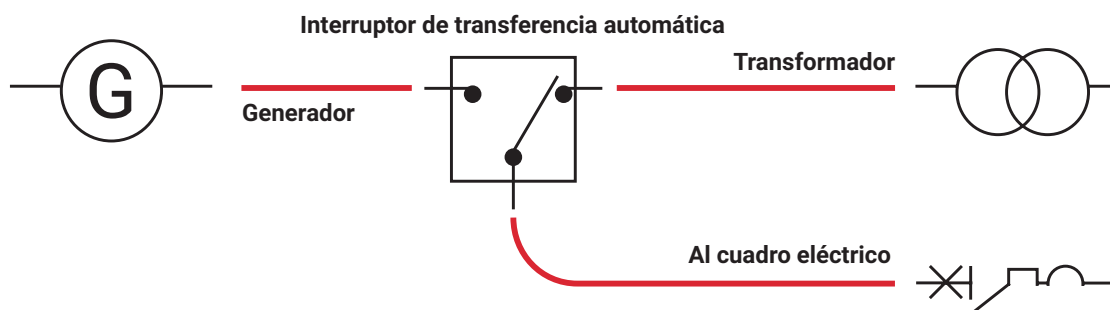 Interruptor de transferencia automática
Transformador
G
Generador
Al cuadro eléctrico